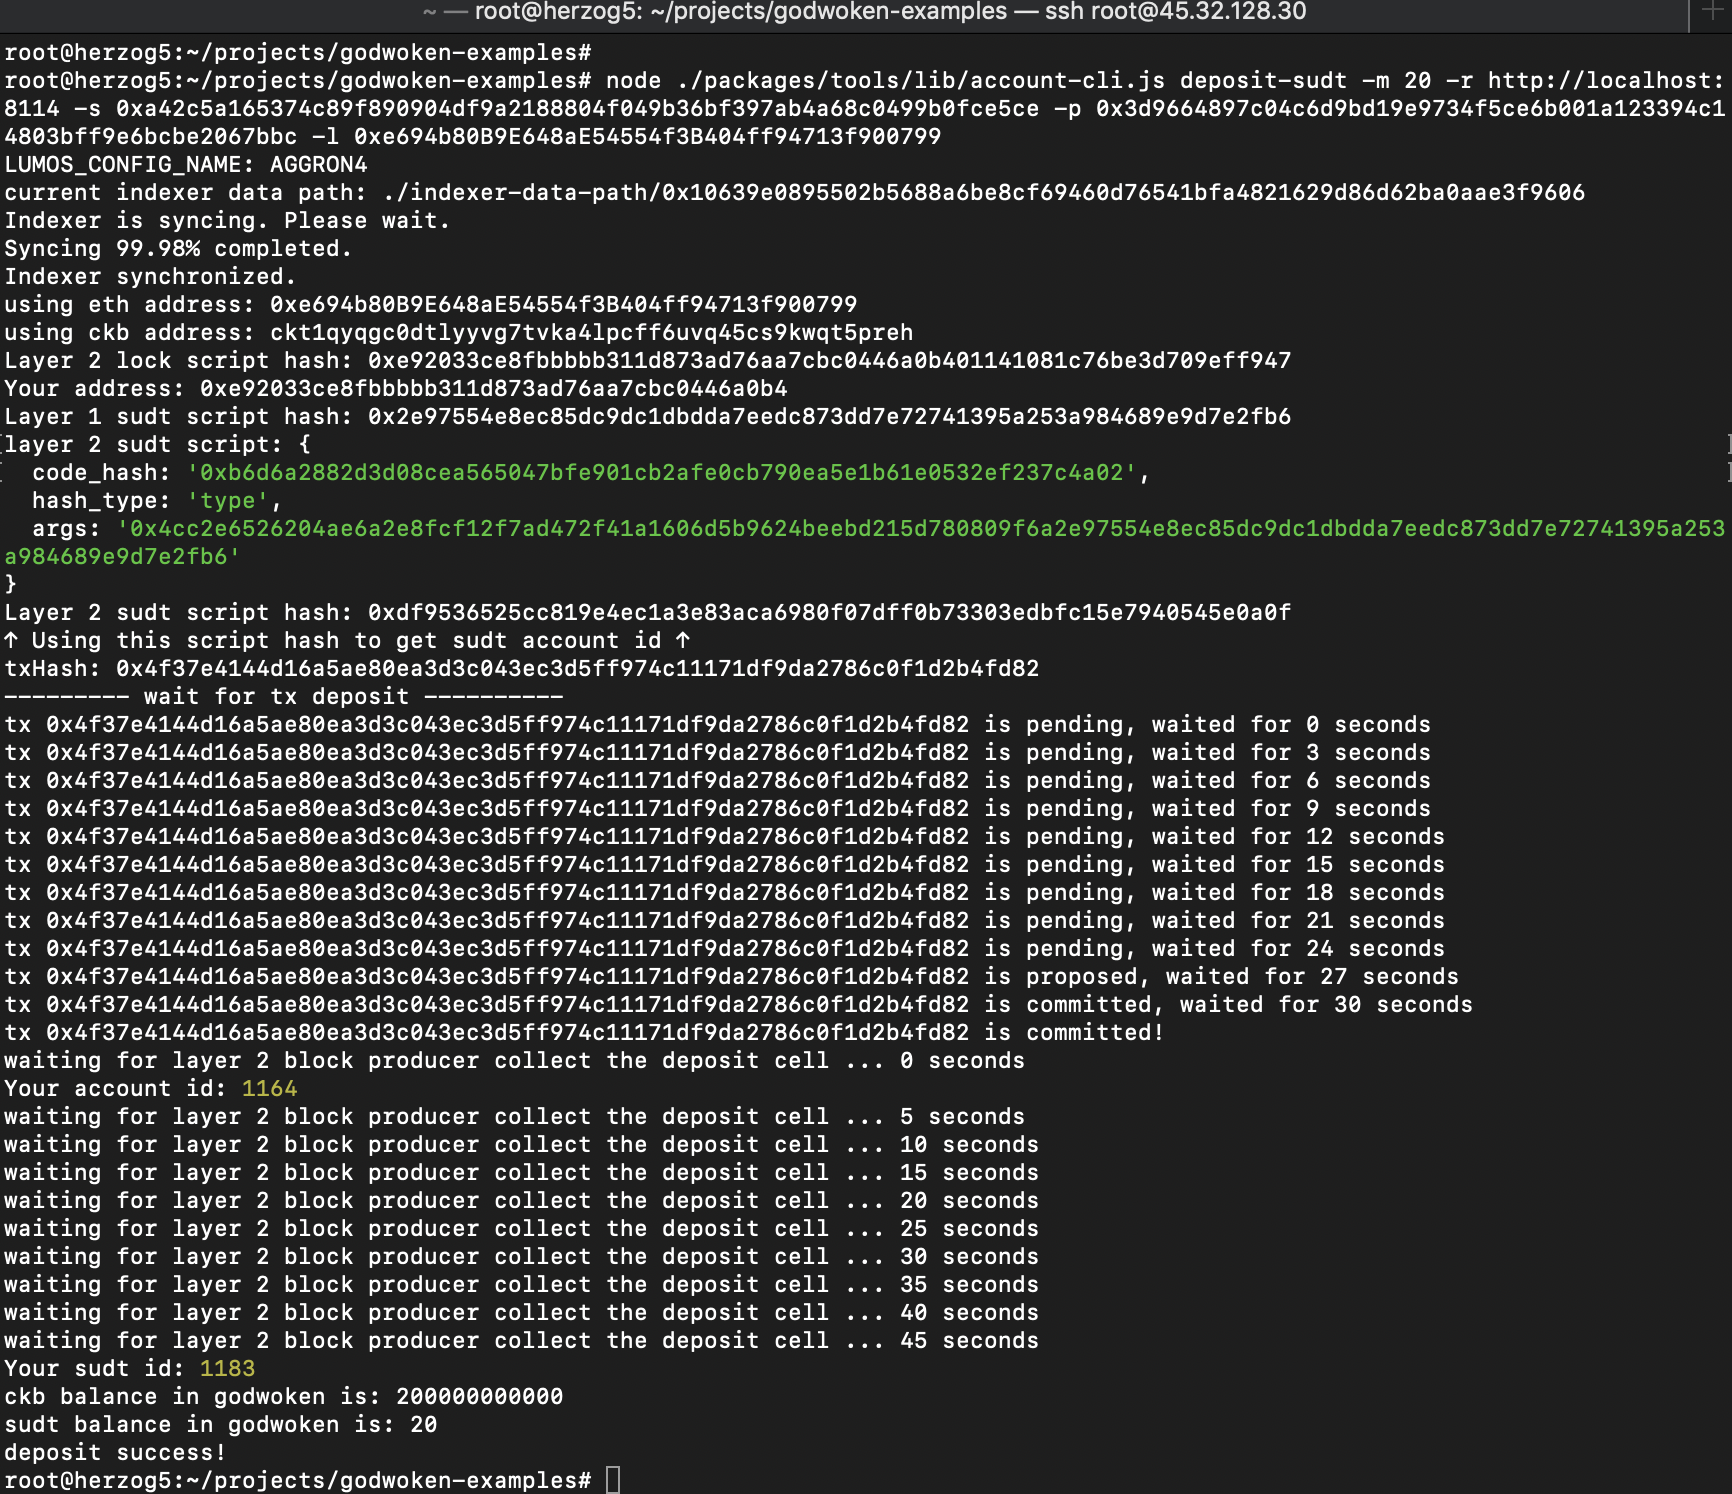 ~ — root@herzog5: ~/projects/godwoken-examples — ssh root@45.32.128.30
root@herzog5:~/projects/godwoken-examples#
root@herzog5:~/projects/godwoken-examples# node ./packages/tools/lib/account-cli.js deposit-sudt -m 20 -r http://localhost:
8114 -s 0xa42c5a165374c89f890904df9a2188804f049b36bf397ab4a68c0499b0fce5ce -p 0x3d9664897c04c6d9bd19e9734f5ce6b001a123394c1
4803bff9e6bcbe2067bbc -l 0xe694b80B9E648aE54554f3B404ff94713f900799
LUMOS_CONFIG_NAME: AGGRON4
current indexer data path: ./indexer-data-path/0x10639e0895502b5688a6be8cf69460d76541bfa4821629d86d62ba0aae3f9606
Indexer is syncing. Please wait.
Syncing 99.98% completed.
Indexer synchronized.
using eth address: 0xe694b80B9E648aE54554f3B404ff94713f900799
using ckb address: ckt1qyqgc0dtlyyvg7tvka4lpcff6uvq45cs9kwqt5preh
Layer 2 lock script hash: 0xe92033ce8fbbbbb311d873ad76aa7cbc0446a0b401141081c76be3d709eff947
Your address: 0xe92033ce8fbbbbb311d873ad76aa7cbc0446a0b4
Layer 1 sudt script hash: 0x2e97554e8ec85dc9dc1dbdda7eedc873dd7e72741395a253a984689e9d7e2fb6
layer 2 sudt script: {
code_hash: '0xb6d6a2882d3d08cea565047bfe901cb2afe0cb790ea5e1b61e0532ef237c4a02',
hash_type: 'type',
args: '0x4cc2e6526204ae6a2e8fcf12f7ad472f41a1606d5b9624beebd215d780809f6a2e97554e8ec85dc9dc1dbdda7eedc873dd7e72741395a253
a984689e9d7e2fb6'
}
Layer 2 sudt script hash: 0xdf9536525cc819e4ec1a3e83aca6980f07dff0b73303edbfc15e7940545e0a0f
↑ Using this script hash to get sudt account id ↑
txHash: 0x4f37e4144d16a5ae80ea3d3c043ec3d5ff974c11171df9da2786c0f1d2b4fd82
--------- wait for tx deposit ----------
tx 0x4f37e4144d16a5ae80ea3d3c043ec3d5ff974c11171df9da2786c0f1d2b4fd82 is pending, waited for 0 seconds
tx 0x4f37e4144d16a5ae80ea3d3c043ec3d5ff974c11171df9da2786c0f1d2b4fd82 is pending, waited for 3 seconds
tx 0x4f37e4144d16a5ae80ea3d3c043ec3d5ff974c11171df9da2786c0f1d2b4fd82 is pending, waited for 6 seconds
tx 0x4f37e4144d16a5ae80ea3d3c043ec3d5ff974c11171df9da2786c0f1d2b4fd82 is pending, waited for 9 seconds
tx 0x4f37e4144d16a5ae80ea3d3c043ec3d5ff974c11171df9da2786c0f1d2b4fd82 is pending, waited for 12 seconds
tx 0x4f37e4144d16a5ae80ea3d3c043ec3d5ff974c11171df9da2786c0f1d2b4fd82 is pending, waited for 15 seconds
tx 0x4f37e4144d16a5ae80ea3d3c043ec3d5ff974c11171df9da2786c0f1d2b4fd82 is pending, waited for 18 seconds
tx 0x4f37e4144d16a5ae80ea3d3c043ec3d5ff974c11171df9da2786c0f1d2b4fd82 is pending, waited for 21 seconds
tx 0x4f37e4144d16a5ae80ea3d3c043ec3d5ff974c11171df9da2786c0f1d2b4fd82 is pending, waited for 24 seconds
tx 0x4f37e4144d16a5ae80ea3d3c043ec3d5ff974c11171df9da2786c0f1d2b4fd82 is proposed, waited for 27 seconds
tx 0x4f37e4144d16a5ae80ea3d3c043ec3d5ff974c11171df9da2786c0f1d2b4fd82 is committed, waited for 30 seconds
tx 0x4f37e4144d16a5ae80ea3d3c043ec3d5ff974c11171df9da2786c0f1d2b4fd82 is committed!
waiting for layer 2 block producer collect the deposit cell ... 0 seconds
Your account id: 1164
waiting for layer 2 block producer collect the deposit cell ... 5 seconds
waiting for layer 2 block producer collect the deposit cell ... 10 seconds
waiting for layer 2 block producer collect the deposit cell ... 15 seconds
waiting for layer 2 block producer collect the deposit cell ... 20 seconds
waiting for layer 2 block producer collect the deposit cell ... 25 seconds
waiting for layer 2 block producer collect the deposit cell ... 30 seconds
waiting for layer 2 block producer collect the deposit cell ... 35 seconds
waiting for layer 2 block producer collect the deposit cell ... 40 seconds
waiting for layer 2 block producer collect the deposit cell ... 45 seconds
Your sudt id: 1183
ckb balance in godwoken is: 200000000000
sudt balance in godwoken is: 20
deposit success!
root@herzog5:~/projects/godwoken-examples#